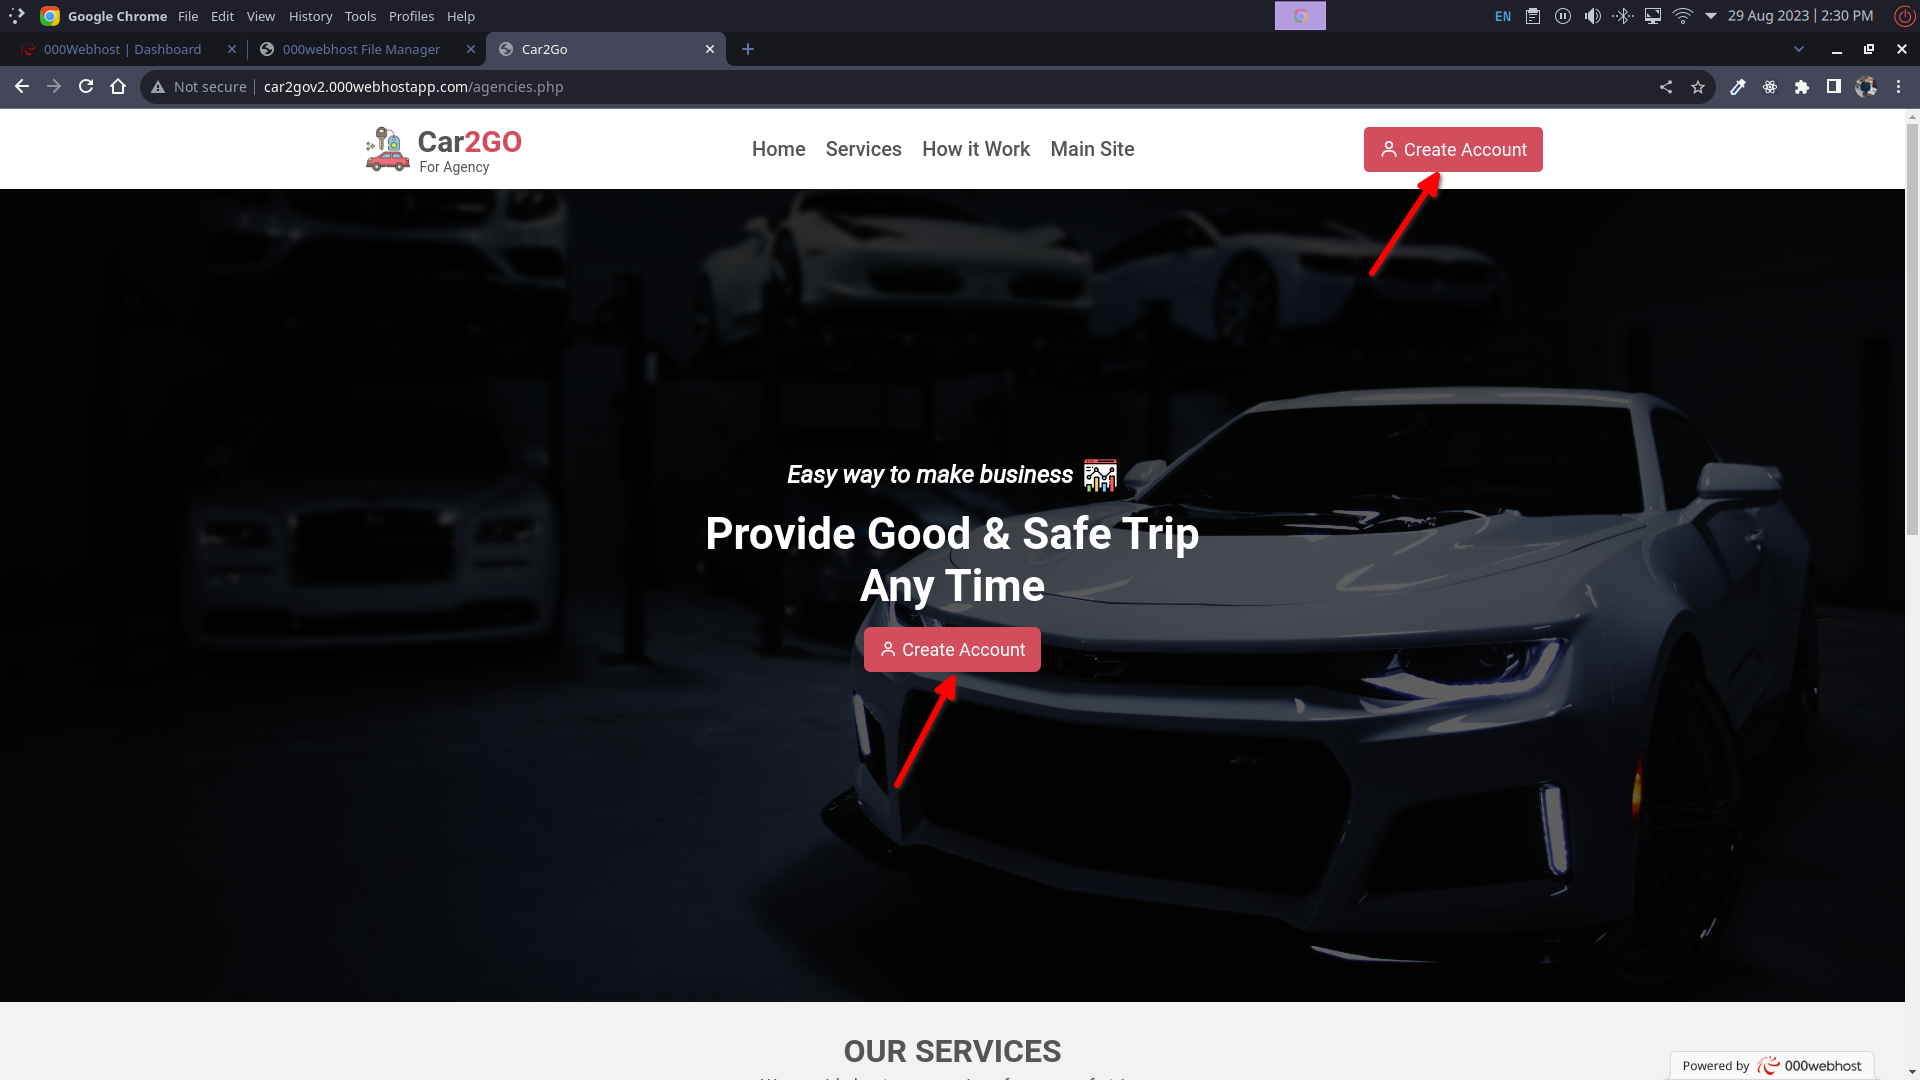 Google Chrome File Edit View History Tools Profiles Help
EN 29 Aug 2023 | 2:30 PM
000Webhost | Dashboard
000webhost File Manager
Car2Go
Not secure car2gov2.000webhostapp.com/agencies.php
Car2GO
For Agency
Home Services How it Work Main Site
Create Account
Easy way to make business
Provide Good & Safe Trip
Any Time
Create Account
OUR SERVICES
Powered by 000webhost